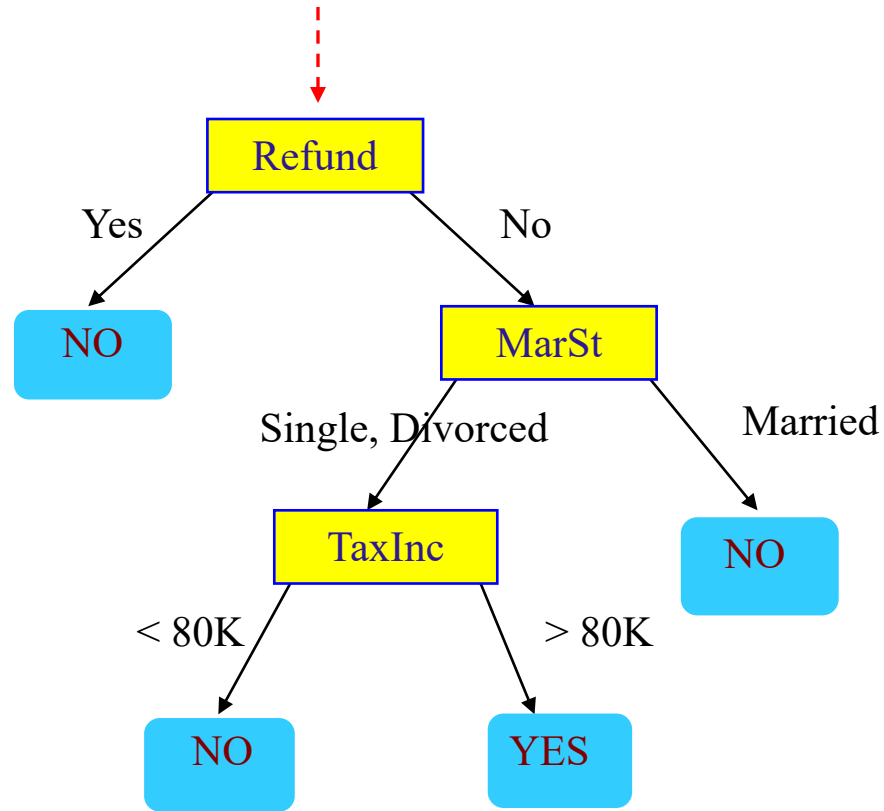 Refund
Yes
No
NO
MarSt
Single, Divorced
Married
TaxInc
NO
< 80K
> 80K
NO
YES